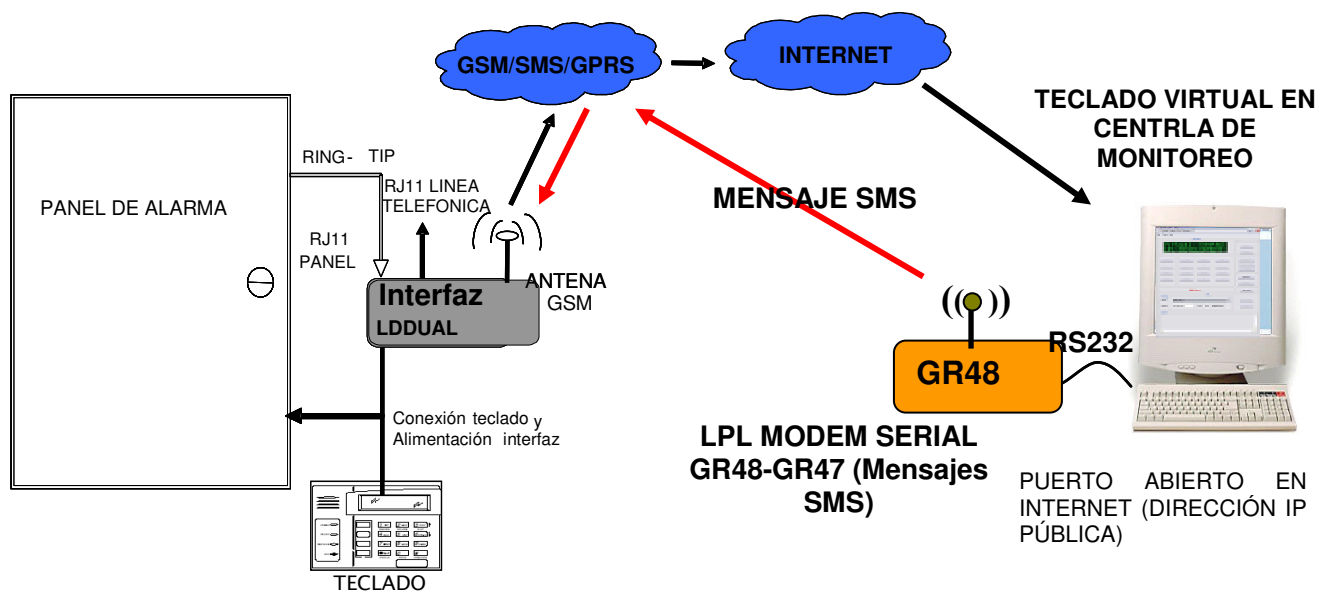 GSM/SMS/GPRS
INTERNET
TECLADO VIRTUAL EN
CENTRLA DE
MONITOREO
RING- TIP
RJ11 LINEA
TELEFONICA
PANEL DE ALARMA
MENSAJE SMS
RJ11
PANEL
Interfaz
LDDUAL
ANTENA
GSM
((·))
RS232
GR48
Conexión teclado y
Alimentación interfaz
LPL MODEM SERIAL
GR48-GR47 (Mensajes
SMS)
PUERTO ABIERTO EN
INTERNET (DIRECCIÓN IP
PÚBLICA)
TECLADO